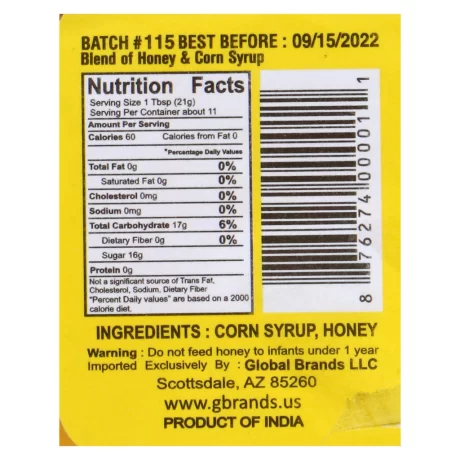 BATCH #115 BEST BEFORE : 09/15/2022
Blend of Honey & Corn Syrup
Nutrition Facts
Serving Size 1 Tbsp (21g)
Serving Per Container about 11
Amount Per Serving
Calories 60 Calories from Fat 0
*Percentage Daily Values
Total Fat 0g 0%
Saturated Fat 0g 0%
Cholesterol 0mg 0%
Sodium 0mg 0%
Total Carbohydrate 17g 6%
Dietary Fiber 0g 0%
Sugar 16g
Protein 0g
Not a significant source of Trans Fat,
Cholesterol, Sodium, Dietary Fiber
"Percent Daily values" are based on a 2000
calorie diet.
8 76274 00001 1
INGREDIENTS : CORN SYRUP, HONEY
Warning : Do not feed honey to infants under 1 year
Imported Exclusively By : Global Brands LLC
Scottsdale, AZ 85260
www.gbrands.us
PRODUCT OF INDIA